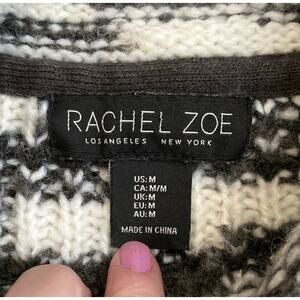 RACHEL ZOE
LOS ANGELES NEW YORK
US: M
CA: M/M
UK: M
EU: M
AU: M
MADE IN CHINA